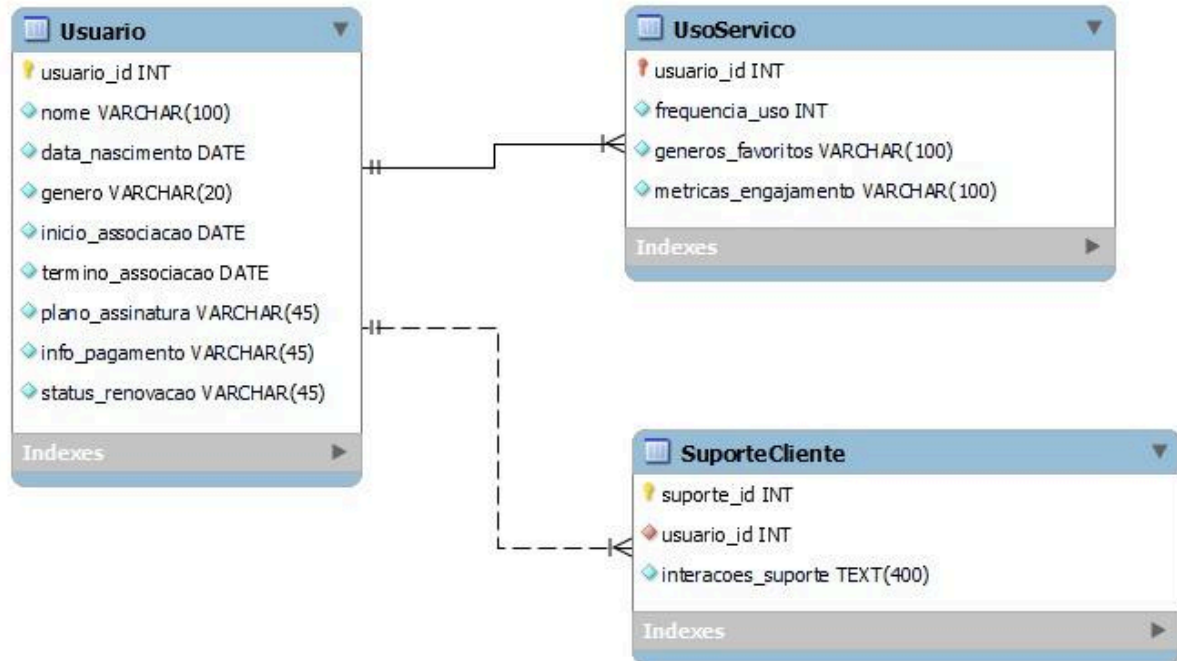 Usuario
usuario_id INT
nome VARCHAR(100)
data_nascimento DATE
genero VARCHAR(20)
inicio_associacao DATE
termino_associacao DATE
plano_assinatura VARCHAR(45)
info_pagamento VARCHAR(45)
status_renovacao VARCHAR(45)
Indexes
UsoServico
usuario_id INT
frequencia_uso INT
generos_favoritos VARCHAR(100)
metricas_engajamento VARCHAR(100)
Indexes
SuporteCliente
suporte_id INT
usuario_id INT
interacoes_suporte TEXT(400)
Indexes